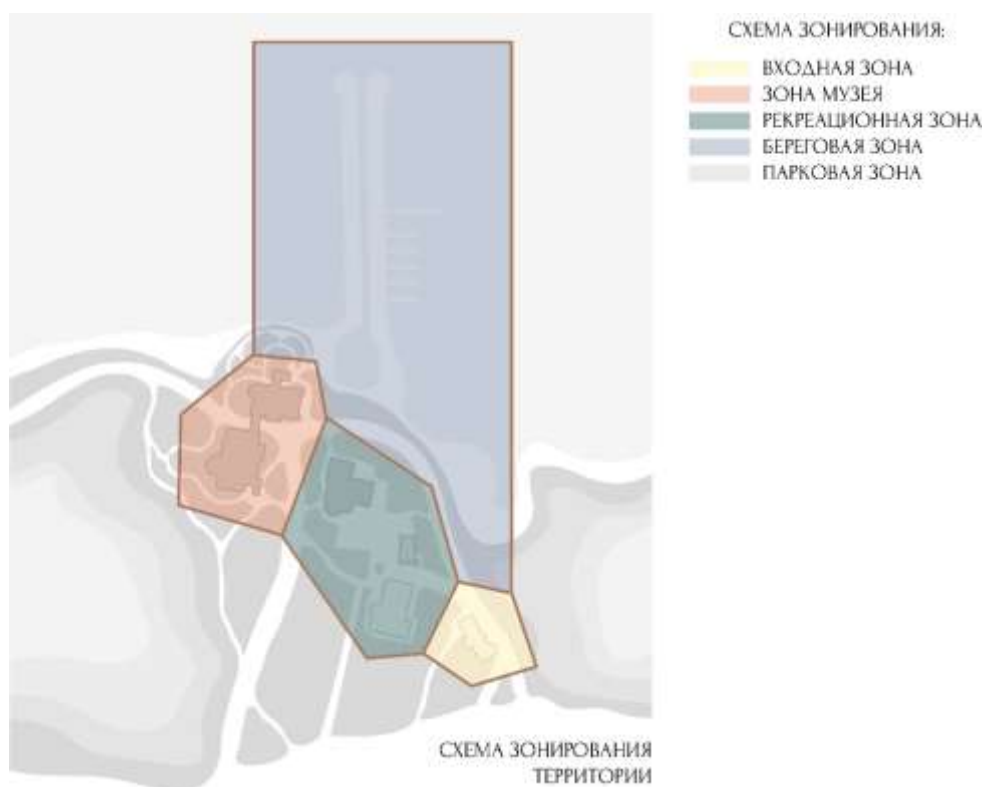 СХЕМА ЗОНИРОВАНИЯ:
ВХОДНАЯ ЗОНА
ЗОНА МУЗЕЯ
РЕКРЕАЦИОННАЯ ЗОНА
БЕРЕГОВАЯ ЗОНА
ПАРКОВАЯ ЗОНА
СХЕМА ЗОНИРОВАНИЯ
ТЕРРИТОРИИ